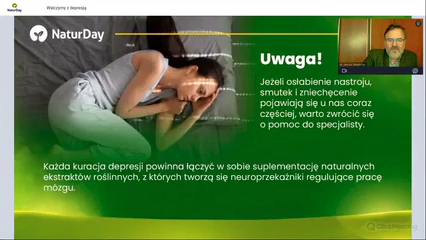 NaturDay
Walczymy z depresją
NaturDay
Uwaga!
Jeżeli osłabienie nastroju,
smutek i zniechęcenie
pojawiają się u nas coraz
częściej, warto zwrócić się
o pomoc do specjalisty.
Każda kuracja depresji powinna łączyć w sobie suplementację naturalnych
ekstraktów roślinnych, z których tworzą się neuroprzekaźniki regulujące pracę
mózgu.
ClickMeeting